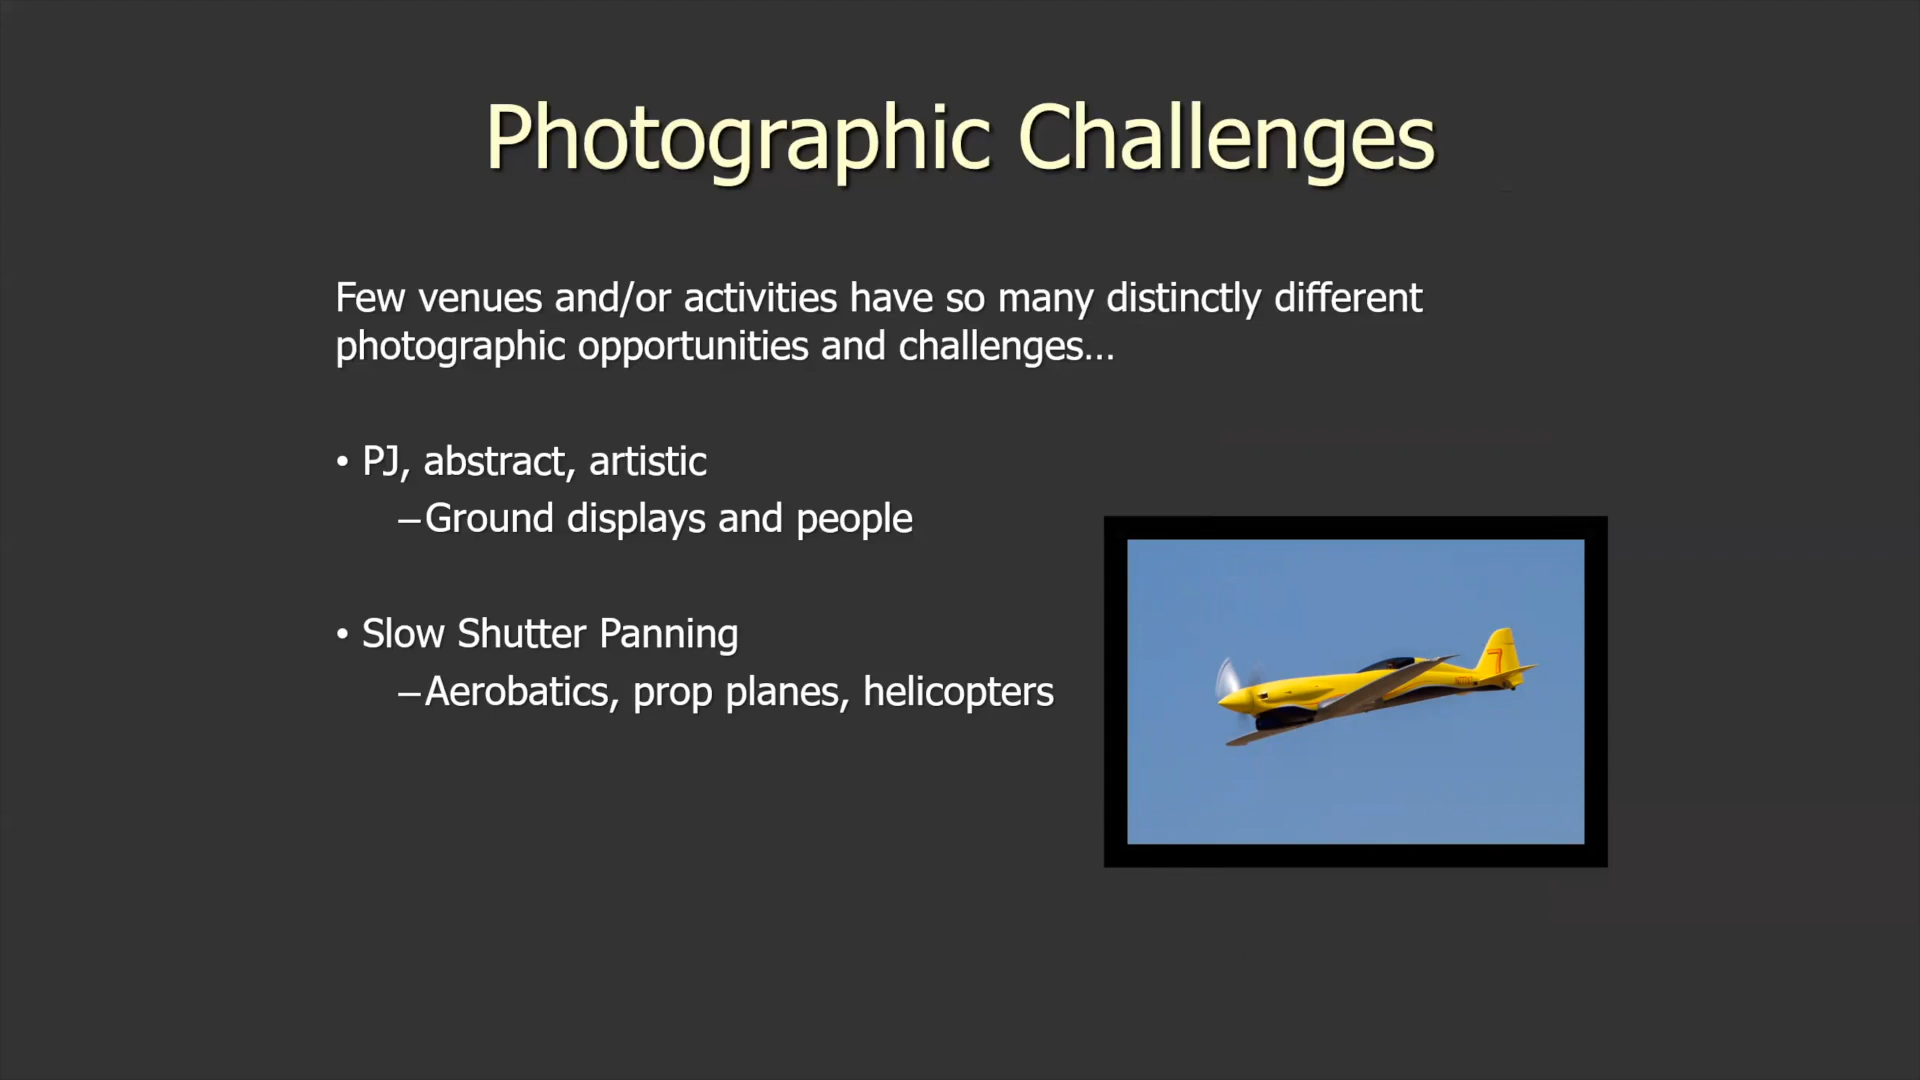 Photographic Challenges
Few venues and/or activities have so many distinctly different
photographic opportunities and challenges...
• PJ, abstract, artistic
–Ground displays and people
• Slow Shutter Panning
–Aerobatics, prop planes, helicopters
7